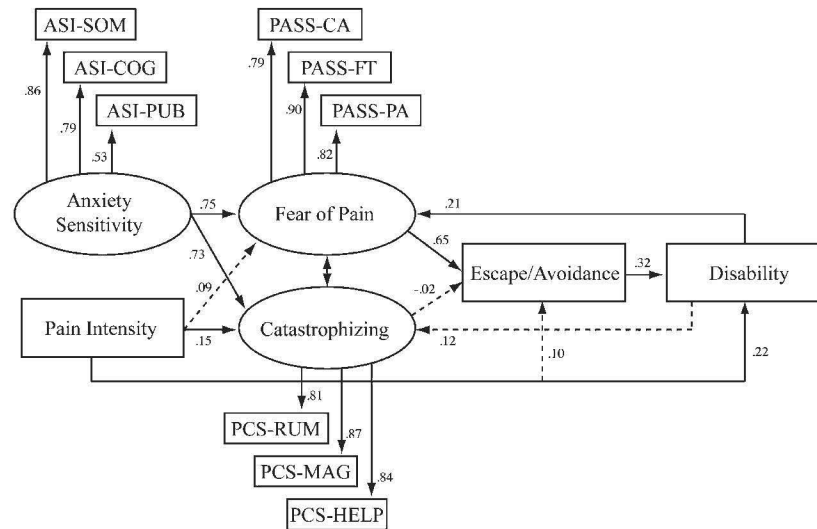 ASI-SOM
PASS-CA
ASI-COG
PASS-FT
.86
.79
ASI-PUB
PASS-PA
.79
.90
.53
.82
Anxiety
Sensitivity
.75
Fear of Pain
.21
.73
.65
.09
Escape/Avoidance
.32
Disability
-.02
Pain Intensity
.15
Catastrophizing
.12
.10
.22
.81
PCS-RUM
.87
PCS-MAG
.84
PCS-HELP